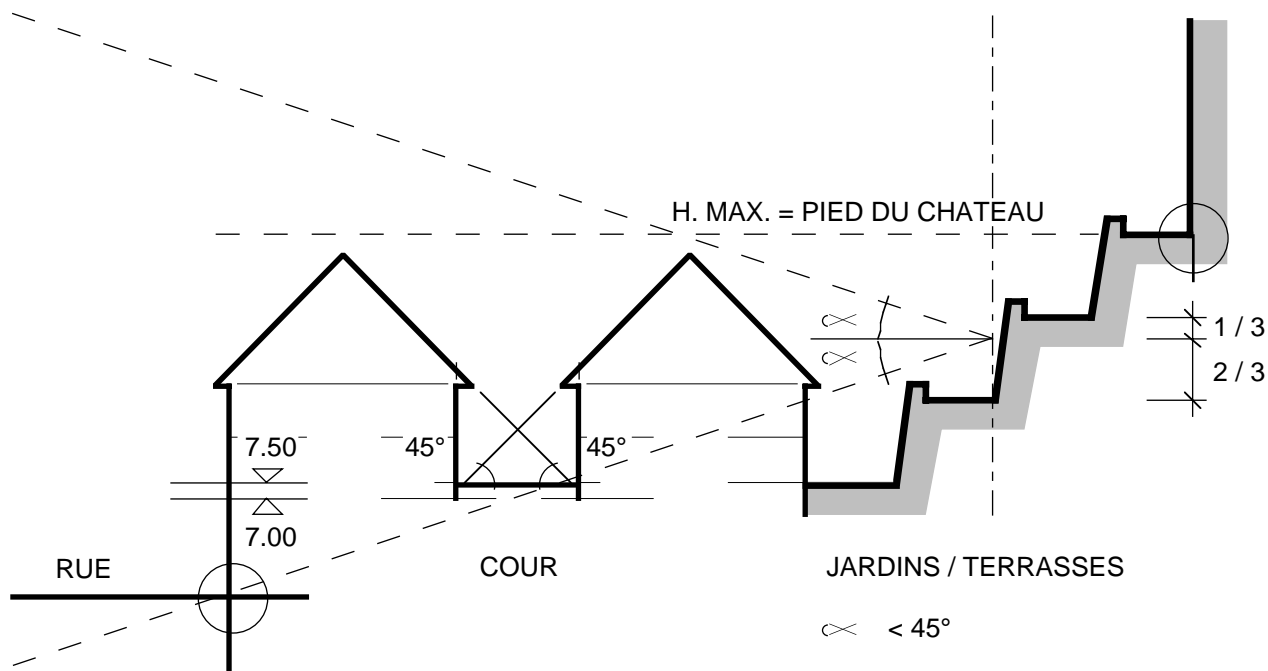 H. MAX. = PIED DU CHATEAU
∝
∝
1 / 3
2 / 3
7.50
45°
45°
7.00
RUE
COUR
JARDINS / TERRASSES
∝ < 45°